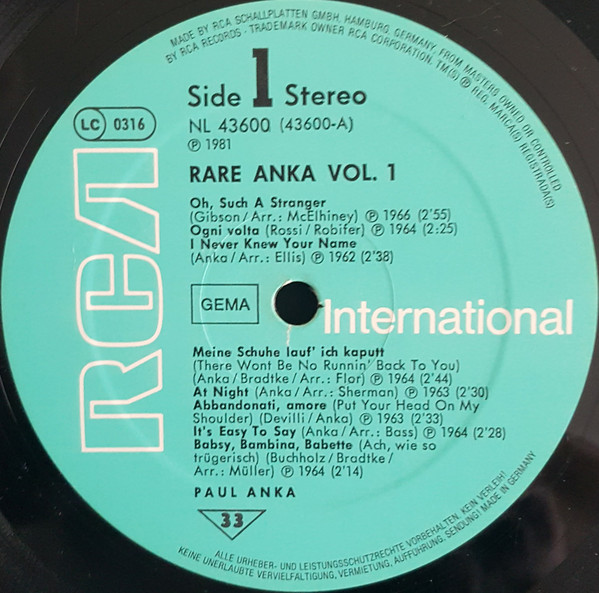 MADE BY RCA SCHALLPLATTEN GMBH, HAMBURG, GERMANY, FROM MASTERS OWNED OR CONTROLLED
BY RCA RECORDS · TRADEMARK OWNER RCA CORPORATION. TM(S) ® REG. MARCA(S) REGISTRADA(S)
Side 1 Stereo
LC 0316
NL 43600 (43600-A)
℗ 1981
RARE ANKA VOL. 1
Oh, Such A Stranger
(Gibson/Arr.: McElhiney) ℗ 1966 (2'55)
Ogni volta (Rossi/Robifer) ℗ 1964 (2:25)
I Never Knew Your Name
(Anka/Arr.: Ellis) ℗ 1962 (2'38)
RCA
GEMA
International
Meine Schuhe lauf' ich kaputt
(There Wont Be No Runnin' Back To You)
(Anka/Bradtke/Arr.: Flor) ℗ 1964 (2'44)
At Night (Anka/Arr.: Sherman) ℗ 1963 (2'30)
Abbandonati, amore (Put Your Head On My
Shoulder) (Devilli/Anka) ℗ 1963 (2'33)
It's Easy To Say (Anka/Arr.: Bass) ℗ 1964 (2'28)
Babsy, Bambina, Babette (Ach, wie so
trügerisch) (Buchholz/Bradtke/
Arr.: Müller) ℗ 1964 (2'14)
PAUL ANKA
33
ALLE URHEBER- UND LEISTUNGSSCHUTZRECHTE VORBEHALTEN. KEIN VERLEIH!
KEINE UNERLAUBTE VERVIELFÄLTIGUNG, VERMIETUNG, AUFFÜHRUNG, SENDUNG! MADE IN GERMANY